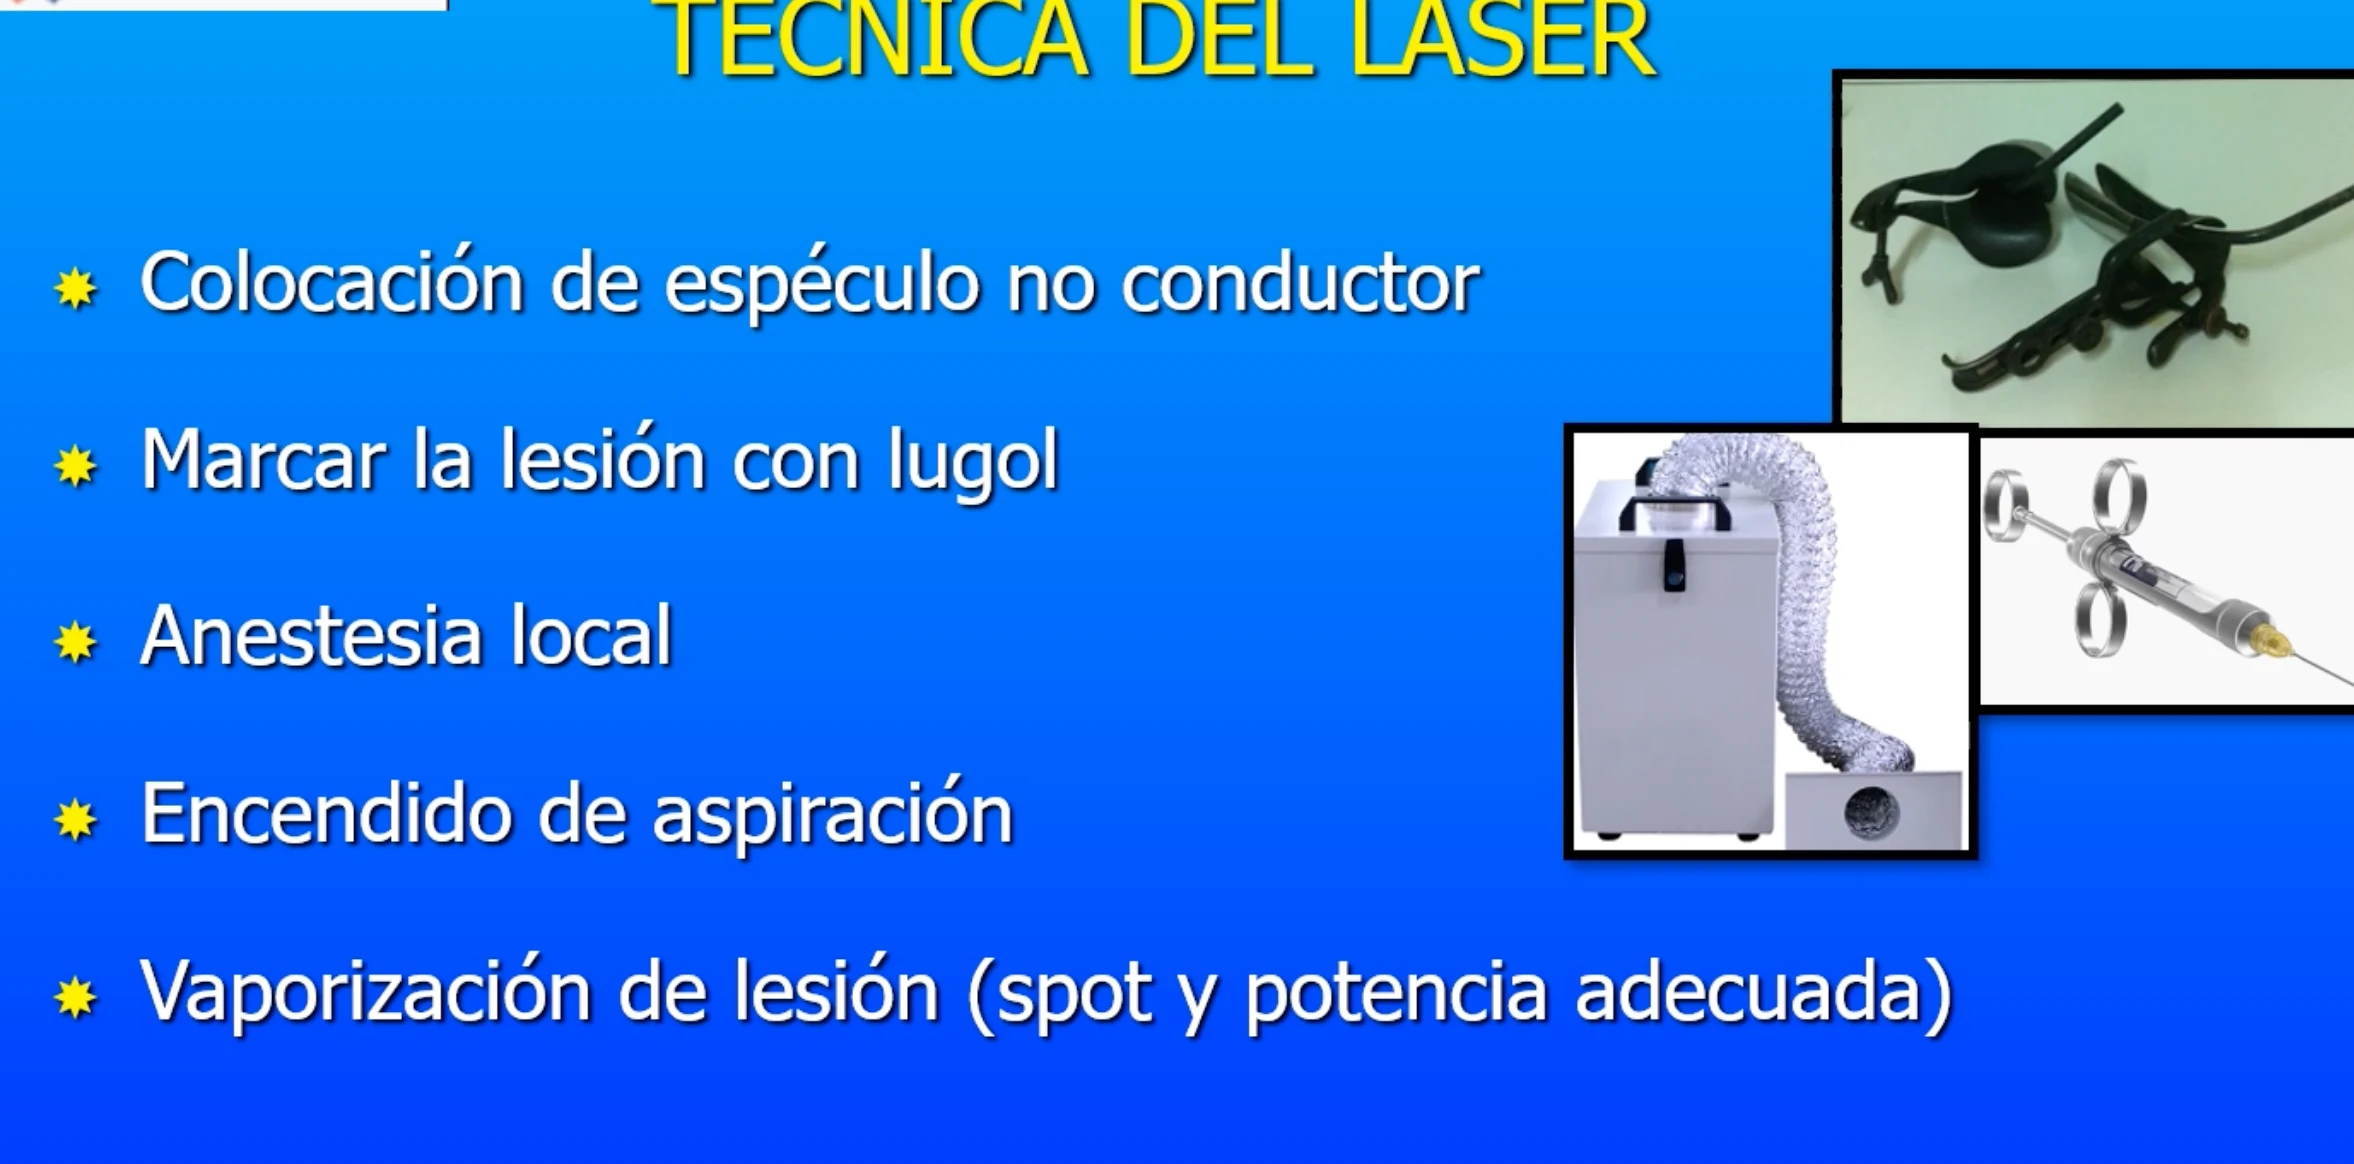 TECNICA DEL LASER
Colocación de espéculo no conductor
Marcar la lesión con lugol
Anestesia local
Encendido de aspiración
Vaporización de lesión (spot y potencia adecuada)